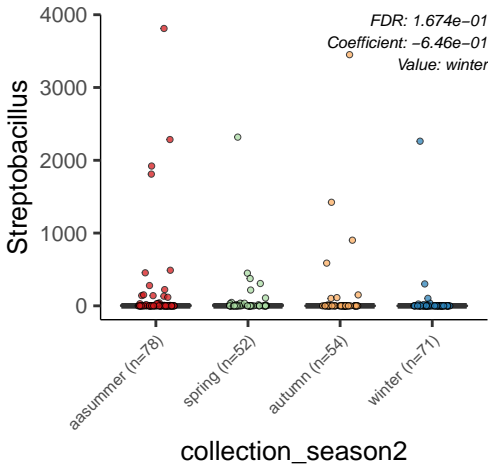 FDR: 1.674e−01
Coefficient: −6.46e−01
Value: winter
4000
3000
2000
1000
0
Streptobacillus
aasummer (n=78)
spring (n=52)
autumn (n=54)
winter (n=71)
collection_season2